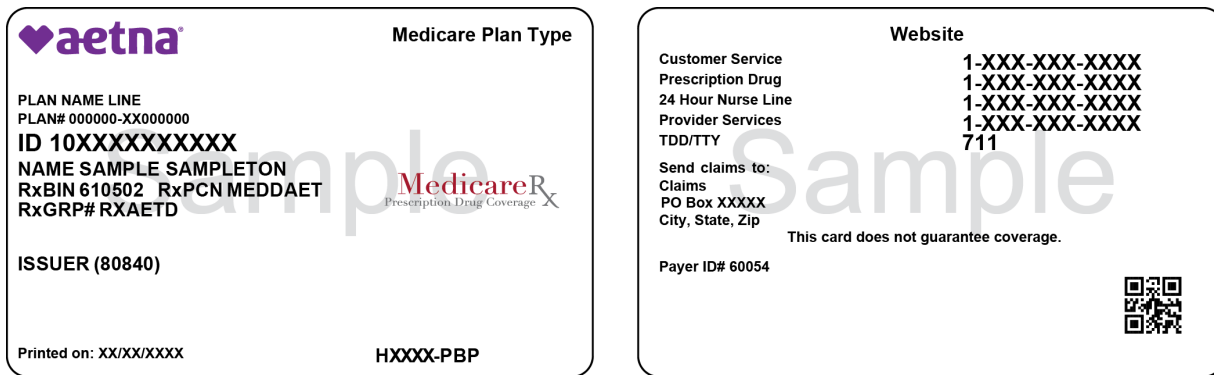 aetna®
Medicare Plan Type
PLAN NAME LINE
PLAN# 000000-XX000000
ID 10XXXXXXXXXX
NAME SAMPLE SAMPLETON
RxBIN 610502 RxPCN MEDDAET
RxGRP# RXAETD
MedicareRx
Prescription Drug Coverage
ISSUER (80840)
Printed on: XX/XX/XXXX
HXXXX-PBP
Sample
Website
Customer Service 1-XXX-XXX-XXXX
Prescription Drug 1-XXX-XXX-XXXX
24 Hour Nurse Line 1-XXX-XXX-XXXX
Provider Services 1-XXX-XXX-XXXX
TDD/TTY 711
Send claims to:
Claims
PO Box XXXXX
City, State, Zip
This card does not guarantee coverage.
Payer ID# 60054
Sample